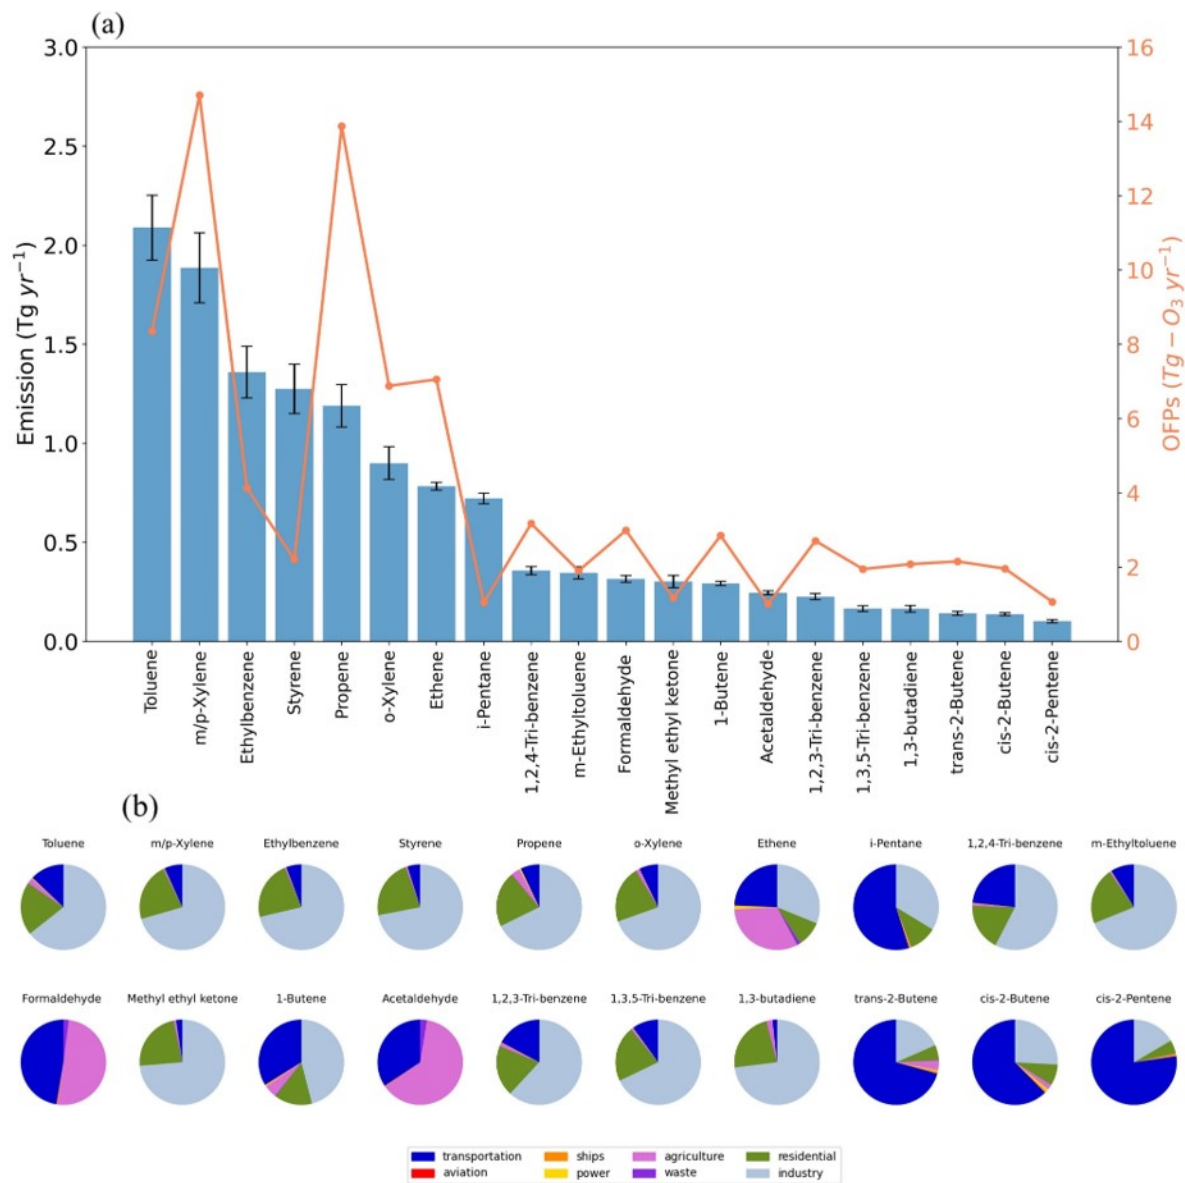 (a)
3.0
2.5
2.0
1.5
1.0
0.5
0.0
Emission (Tg yr⁻¹)
16
14
12
10
8
6
4
2
0
OFPs (Tg − O₃ yr⁻¹)
Toluene
m/p-Xylene
Ethylbenzene
Styrene
Propene
o-Xylene
Ethene
i-Pentane
1,2,4-Tri-benzene
m-Ethyltoluene
Formaldehyde
Methyl ethyl ketone
1-Butene
Acetaldehyde
1,2,3-Tri-benzene
1,3,5-Tri-benzene
1,3-butadiene
trans-2-Butene
cis-2-Butene
cis-2-Pentene
(b)
Toluene m/p-Xylene Ethylbenzene Styrene Propene o-Xylene Ethene i-Pentane 1,2,4-Tri-benzene m-Ethyltoluene
Formaldehyde Methyl ethyl ketone 1-Butene Acetaldehyde 1,2,3-Tri-benzene 1,3,5-Tri-benzene 1,3-butadiene trans-2-Butene cis-2-Butene cis-2-Pentene
transportation ships agriculture residential
aviation power waste industry